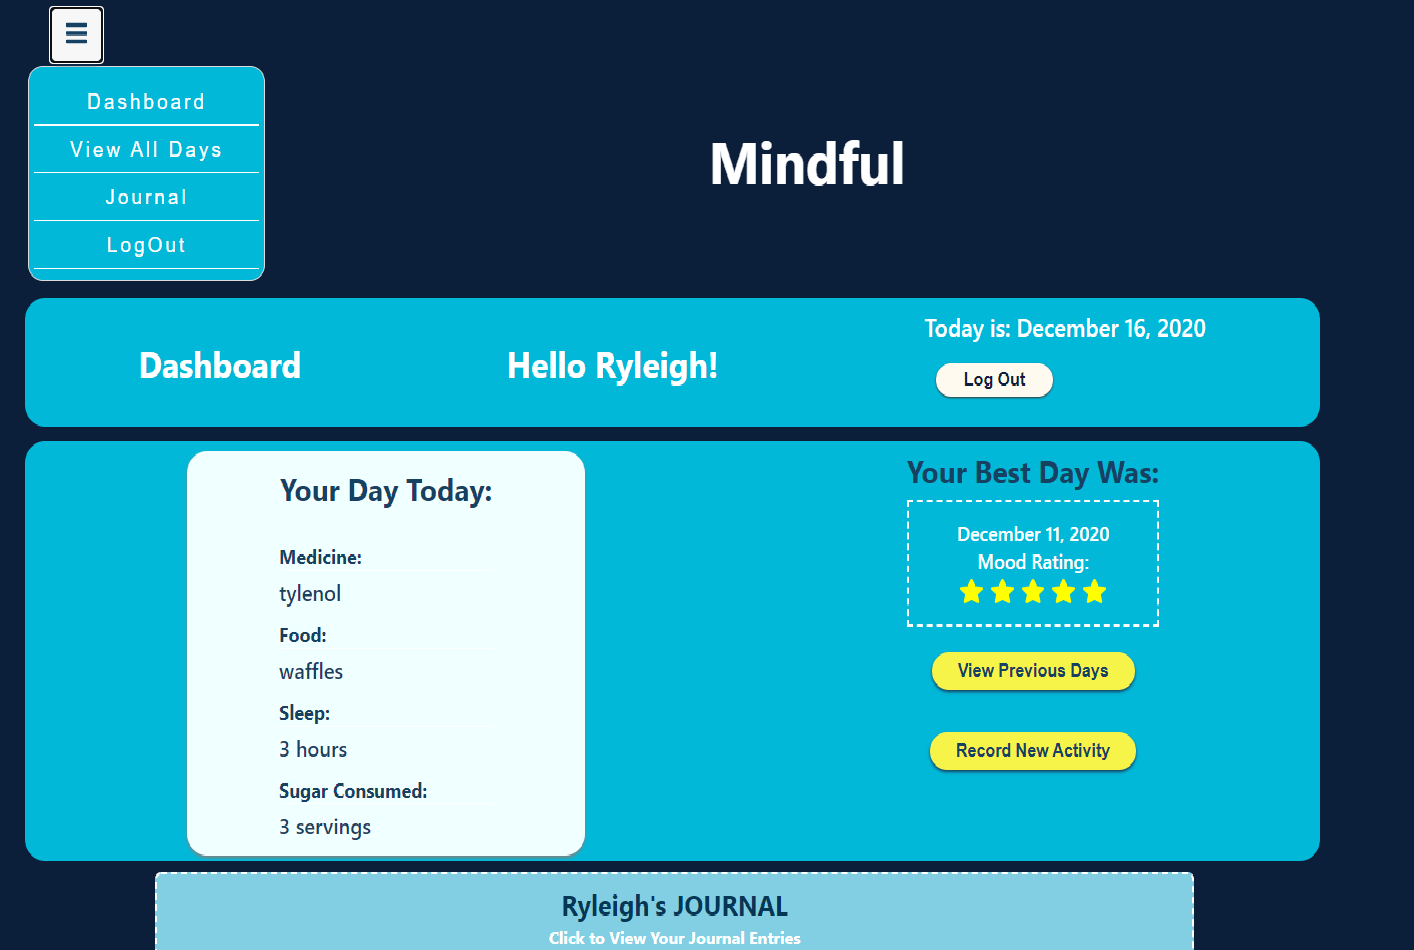 Dashboard
View All Days
Journal
LogOut
Mindful
Dashboard
Hello Ryleigh!
Today is: December 16, 2020
Log Out
Your Day Today:
Medicine:
tylenol
Food:
waffles
Sleep:
3 hours
Sugar Consumed:
3 servings
Your Best Day Was:
December 11, 2020
Mood Rating:
View Previous Days
Record New Activity
Ryleigh's JOURNAL
Click to View Your Journal Entries